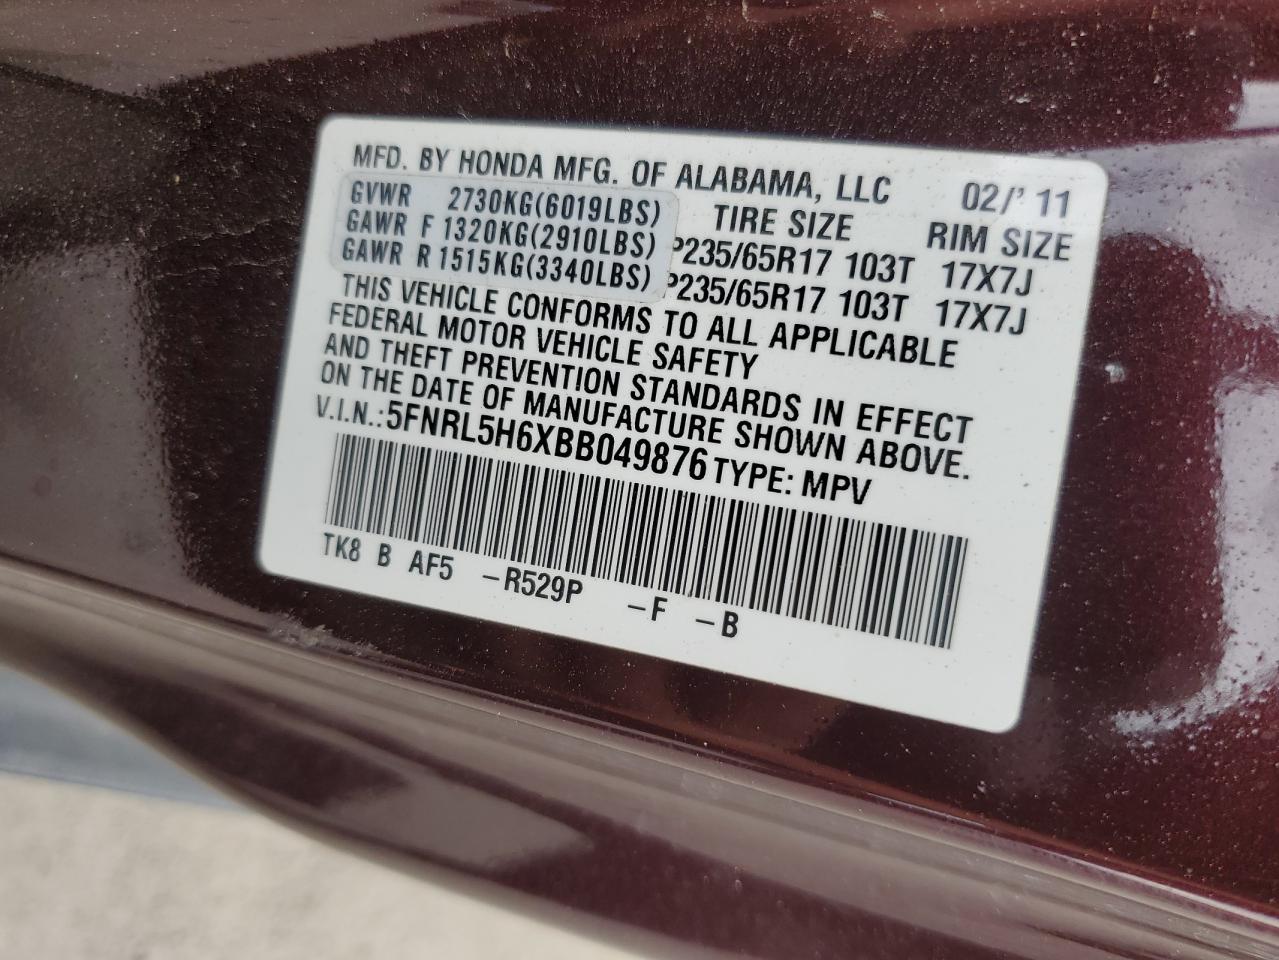 MFD. BY HONDA MFG. OF ALABAMA, LLC 02/' 11
GVWR 2730KG(6019LBS) TIRE SIZE RIM SIZE
GAWR F 1320KG(2910LBS) P235/65R17 103T 17X7J
GAWR R 1515KG(3340LBS) P235/65R17 103T 17X7J
THIS VEHICLE CONFORMS TO ALL APPLICABLE
FEDERAL MOTOR VEHICLE SAFETY
AND THEFT PREVENTION STANDARDS IN EFFECT
ON THE DATE OF MANUFACTURE SHOWN ABOVE.
V.I.N.:5FNRL5H6XBB049876 TYPE: MPV
TK8 B AF5 -R529P -F -B